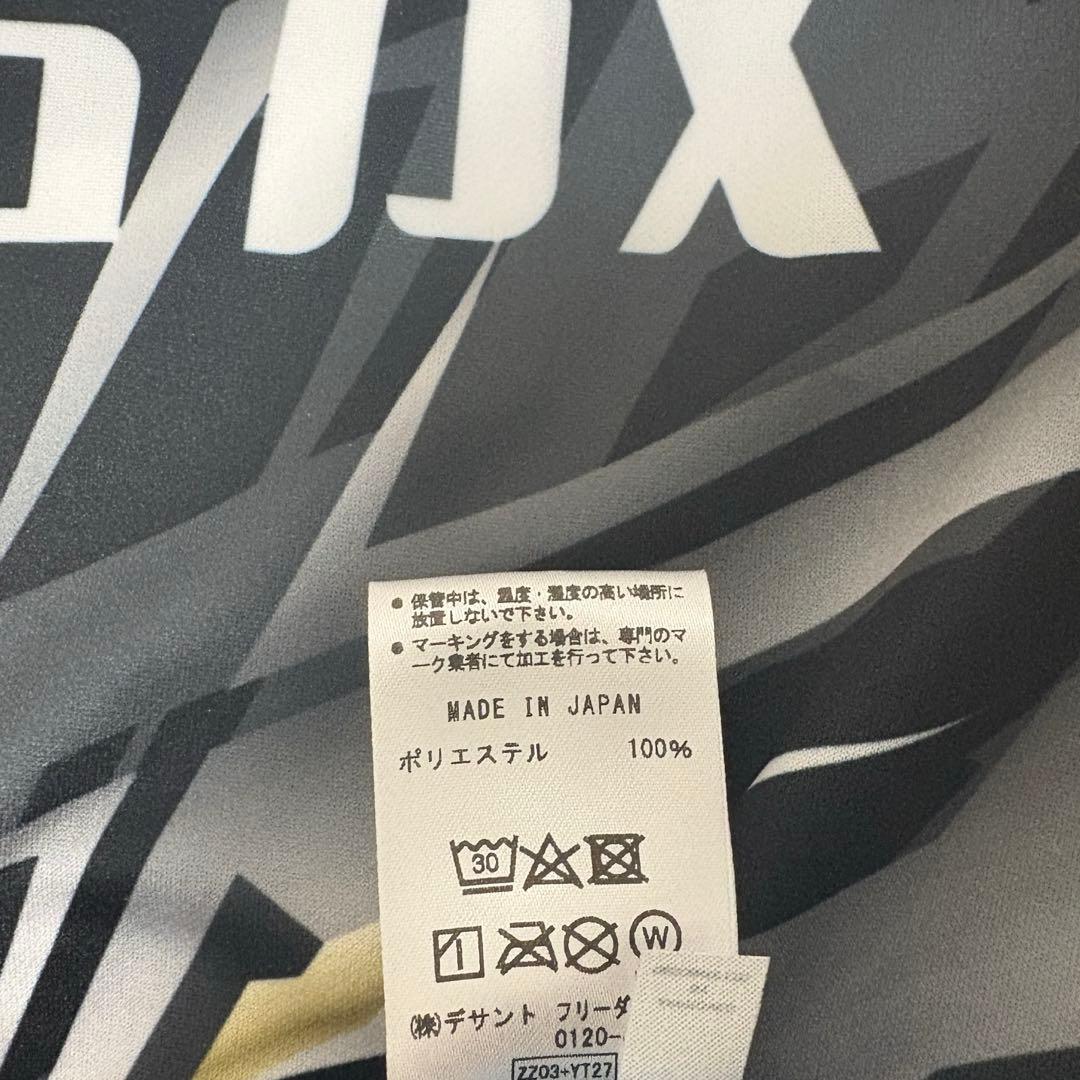 ● 保管中は、温度・湿度の高い場所に
放置しないで下さい。
● マーキングをする場合は、専門のマ
ーク業者にて加工を行って下さい。
MADE IN JAPAN
ポリエステル 100%
30
W
(株)デサント フリーダ
0120-
ZZ03+YT27